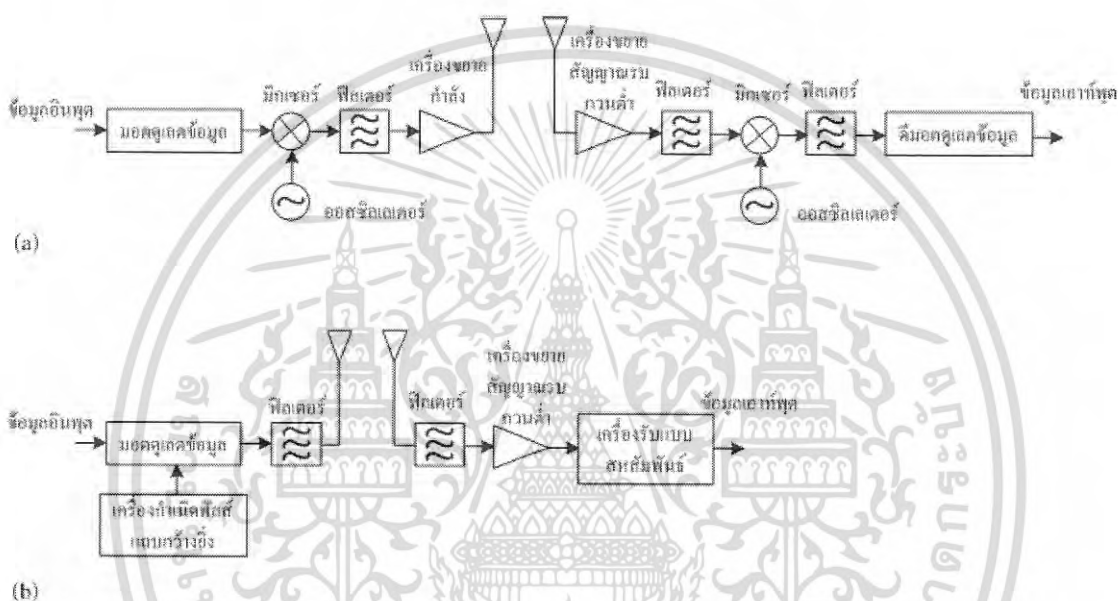 ข้อมูลอินพุต
มอดดูเลตข้อมูล
มิกเซอร์
ฟิลเตอร์
เครื่องขยาย
กำลัง
ออสซิลเลเตอร์
เครื่องขยาย
สัญญาณรบ
กวนต่ำ
ฟิลเตอร์
มิกเซอร์
ฟิลเตอร์
ออสซิลเลเตอร์
ดีมอดดูเลตข้อมูล
ข้อมูลเอาท์พุต
(a)
ข้อมูลอินพุต
มอดดูเลตข้อมูล
เครื่องกำเนิดพัลส์
แถบกว้างยิ่ง
ฟิลเตอร์
ฟิลเตอร์
เครื่องขยาย
สัญญาณรบ
กวนต่ำ
เครื่องรับแบบ
สหสัมพันธ์
ข้อมูลเอาท์พุต
(b)